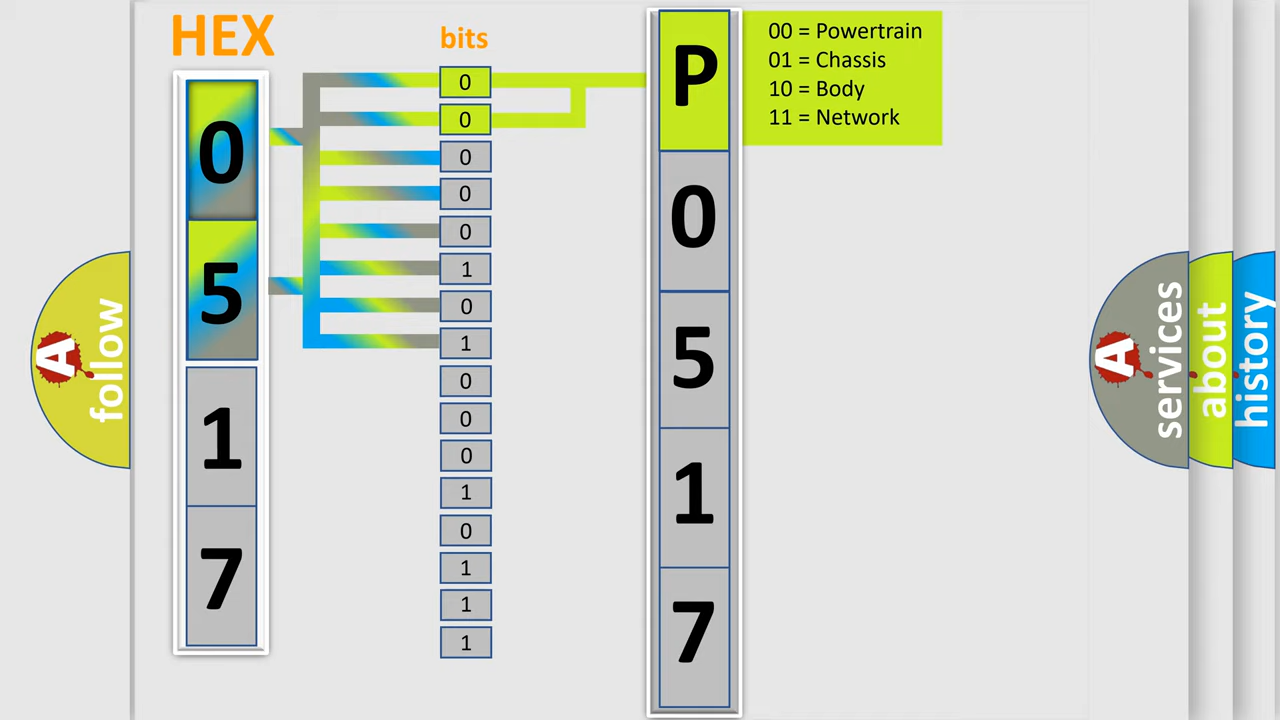 HEX
bits
0
5
1
7
0
0
0
0
0
1
0
1
0
0
0
1
0
1
1
1
P
0
5
1
7
00 = Powertrain
01 = Chassis
10 = Body
11 = Network
A
follow
A
services
about
history